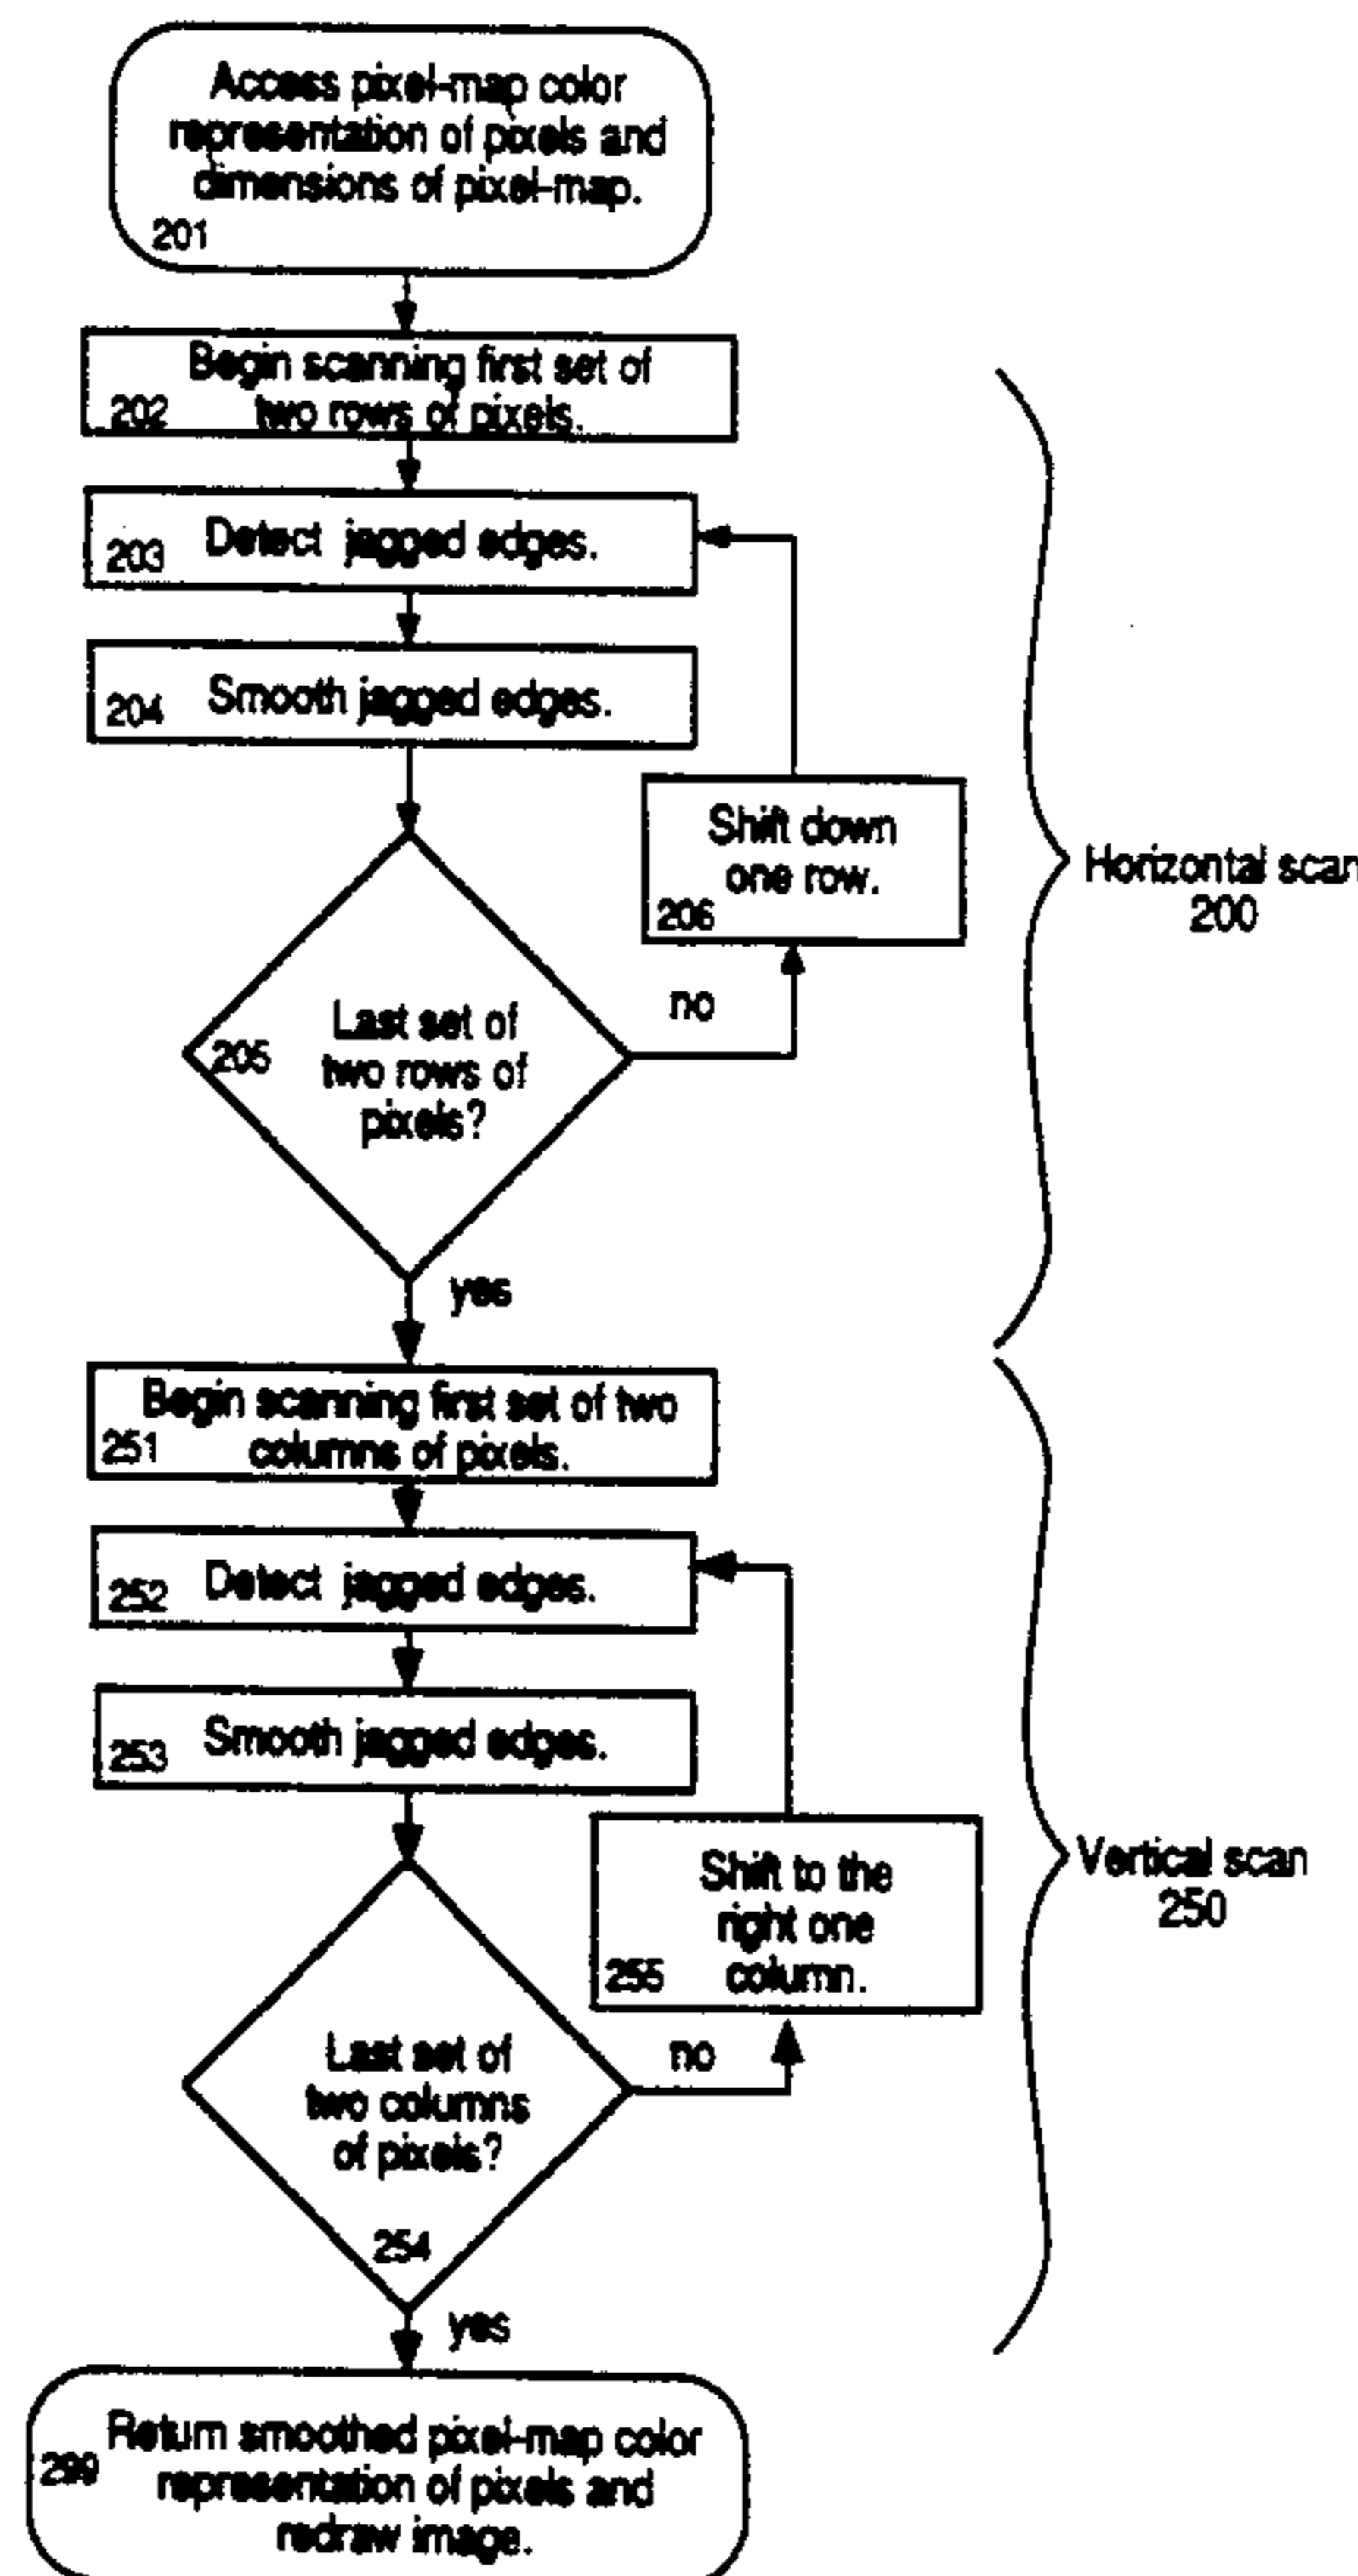 Access pixel-map color
representation of pixels and
dimensions of pixel-map.
201
Begin scanning first set of
202 two rows of pixels.
203 Detect jagged edges.
204 Smooth jagged edges.
Shift down
one row.
206
Horizontal scan
200
no
205
Last set of
two rows of
pixels?
yes
Begin scanning first set of two
251 columns of pixels.
252 Detect jagged edges.
253 Smooth jagged edges.
Shift to the
right one
255 column.
Vertical scan
250
no
Last set of
two columns
of pixels?
254
yes
Return smoothed pixel-map color
299 representation of pixels and
redraw image.